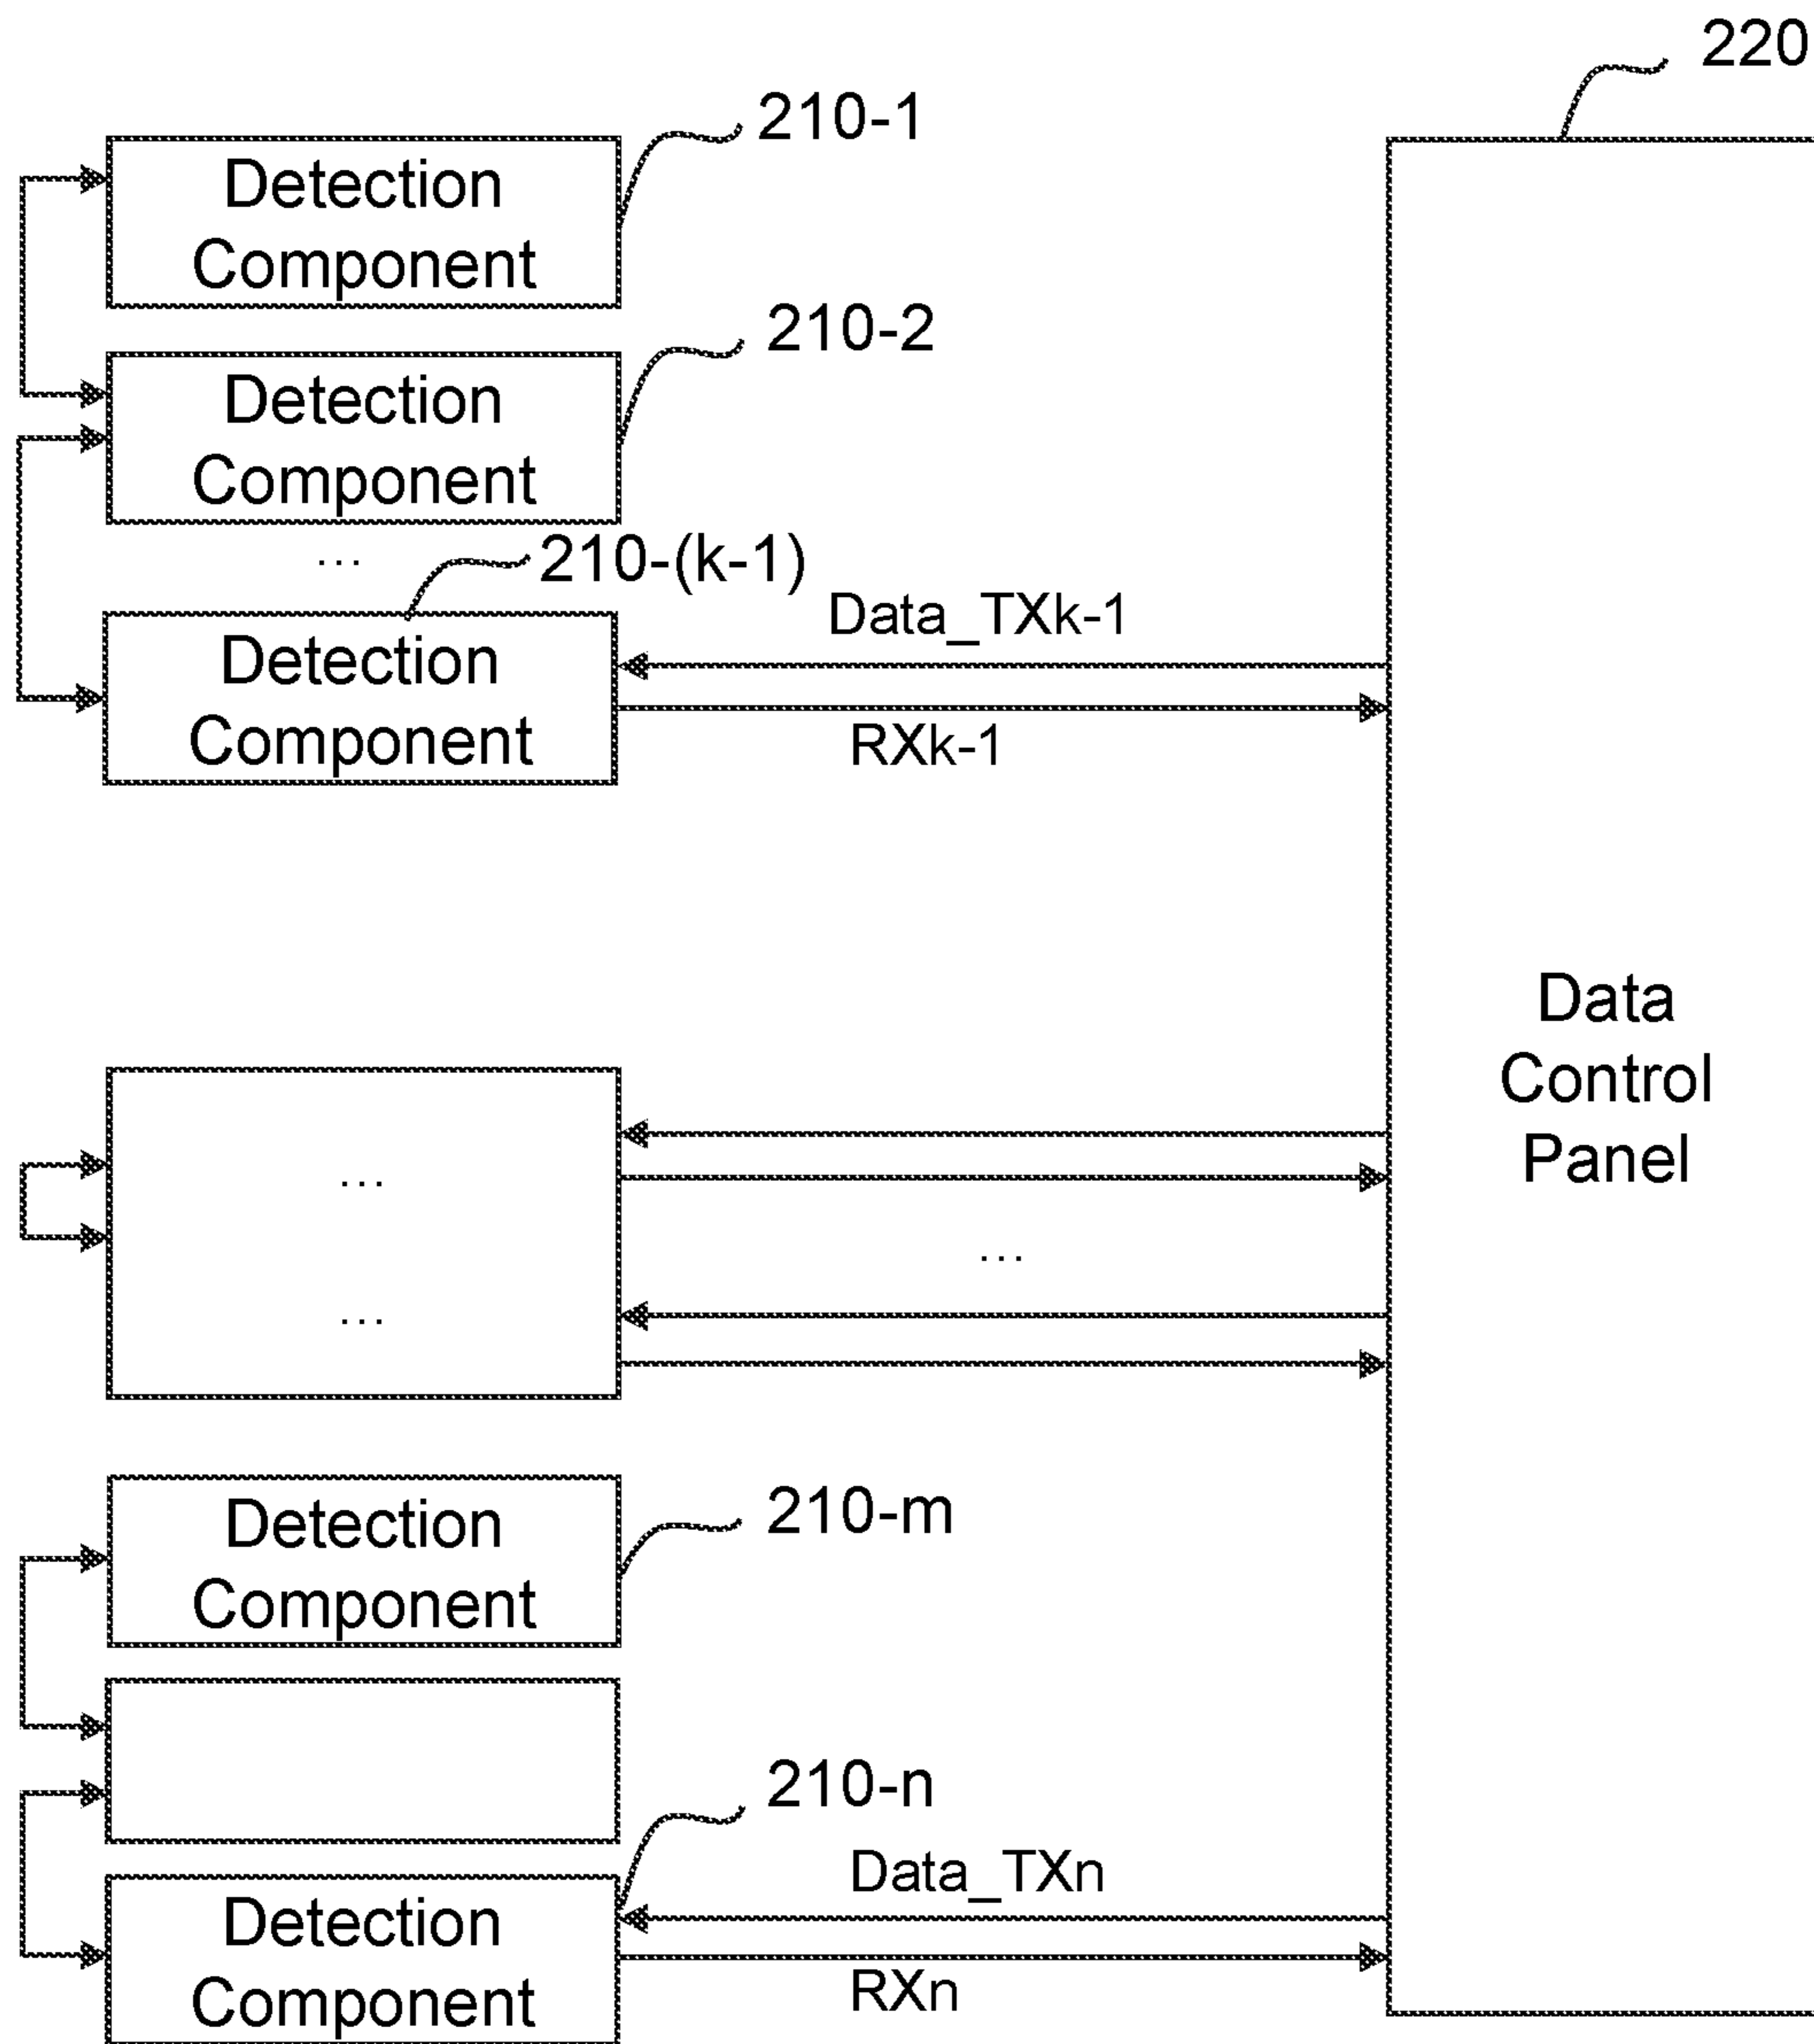 220
210-1
Detection
Component
210-2
Detection
Component
...
210-(k-1)
Data_TXk-1
Detection
Component
RXk-1
Data
Control
Panel
...
...
...
210-m
Detection
Component
210-n
Data_TXn
Detection
Component
RXn